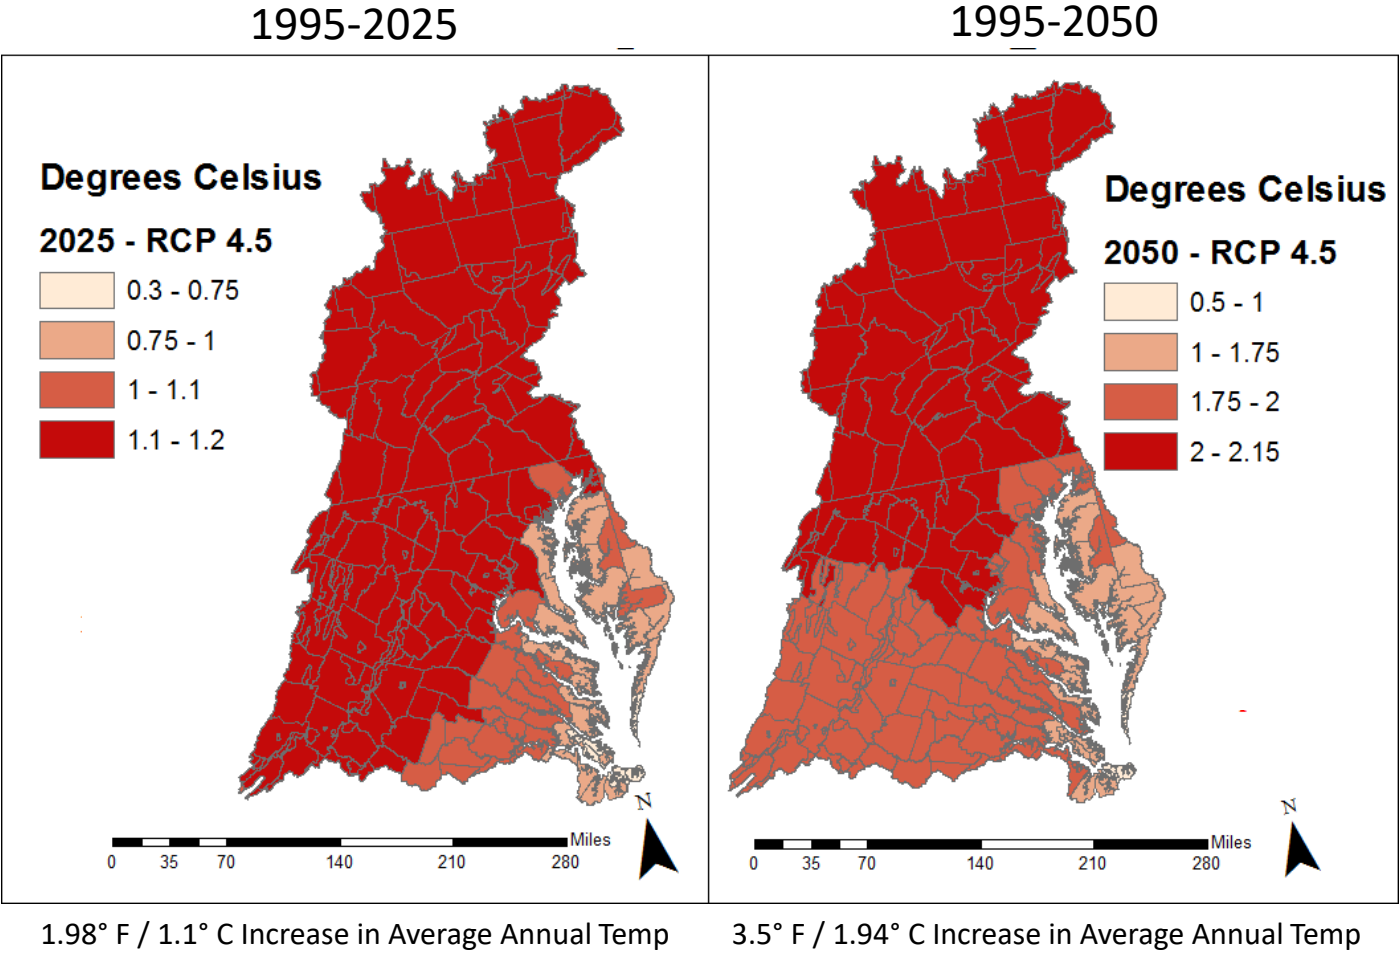 1995-2025
1995-2050
Degrees Celsius
2025 - RCP 4.5
0.3 - 0.75
0.75 - 1
1 - 1.1
1.1 - 1.2
N
Miles
0 35 70 140 210 280
Degrees Celsius
2050 - RCP 4.5
0.5 - 1
1 - 1.75
1.75 - 2
2 - 2.15
N
Miles
0 35 70 140 210 280
1.98° F / 1.1° C Increase in Average Annual Temp
3.5° F / 1.94° C Increase in Average Annual Temp